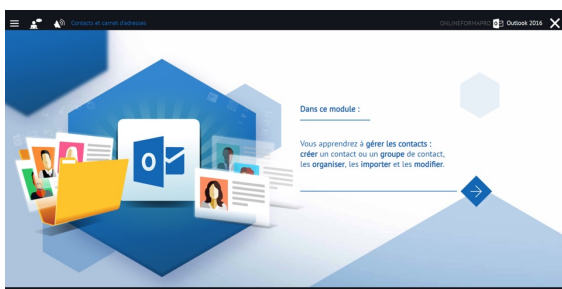 Contacts et carnet d'adresses
ONLINEFORMAPRO Outlook 2016
Dans ce module :
Vous apprendrez à gérer les contacts :
créer un contact ou un groupe de contact,
les organiser, les importer et les modifier.